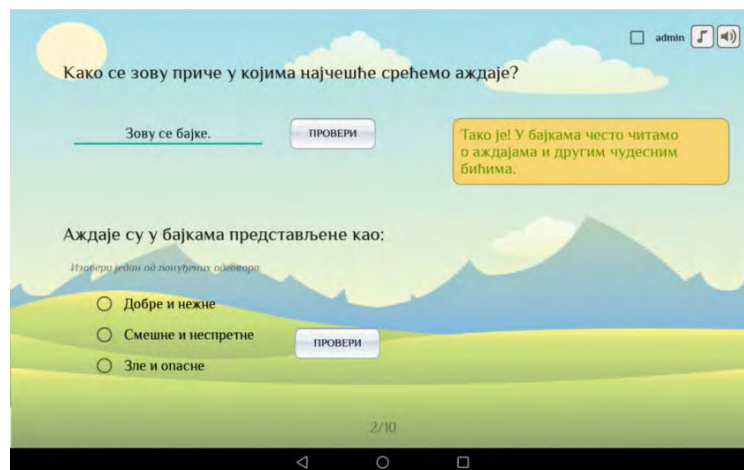 admin
Како се зову приче у којима најчешће срећемо аждаје?
Зову се бајке.
ПРОВЕРИ
Тако је! У бајкама често читамо
о аждајама и другим чудесним
бићима.
Аждаје су у бајкама представљене као:
Изабери један од понуђених одговора
Добре и нежне
Смешне и неспретне
ПРОВЕРИ
Зле и опасне
2/10